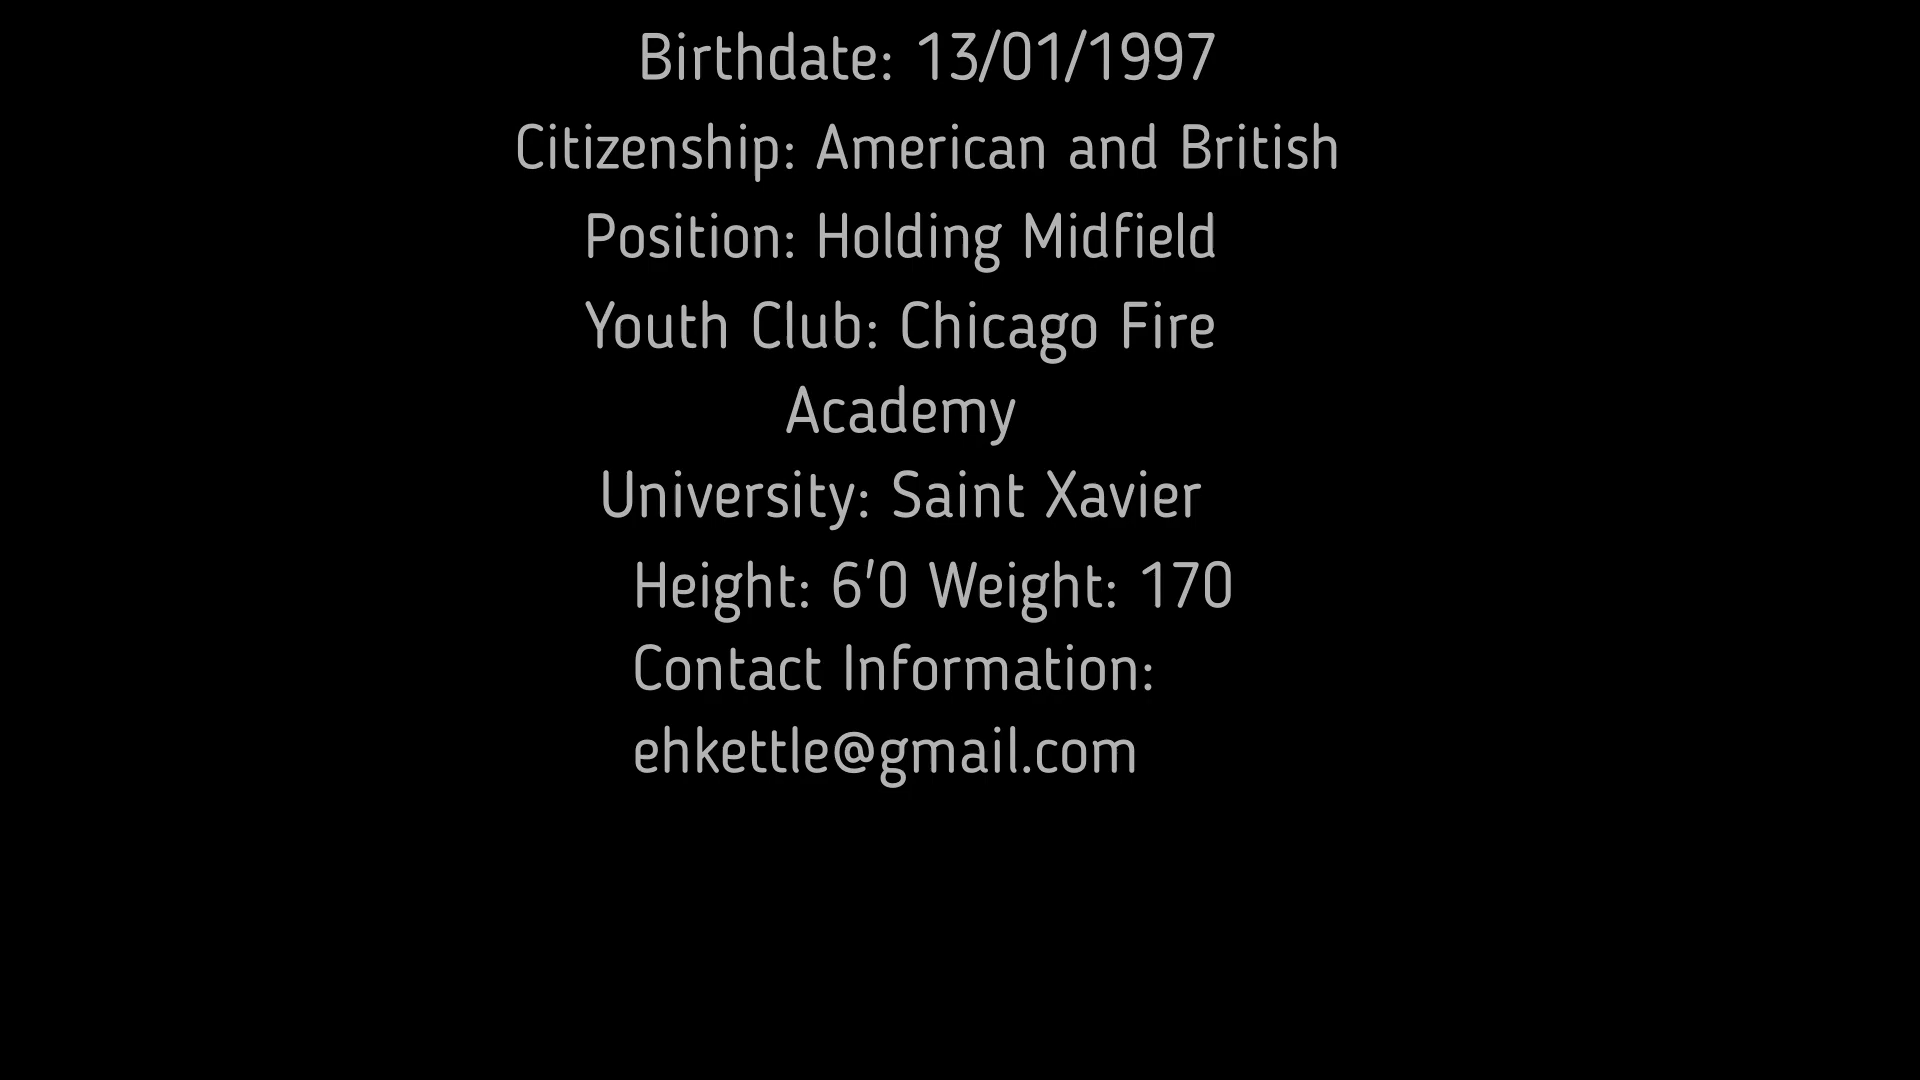 Birthdate: 13/01/1997
Citizenship: American and British
Position: Holding Midfield
Youth Club: Chicago Fire
Academy
University: Saint Xavier
Height: 6'0 Weight: 170
Contact Information:
ehkettle@gmail.com